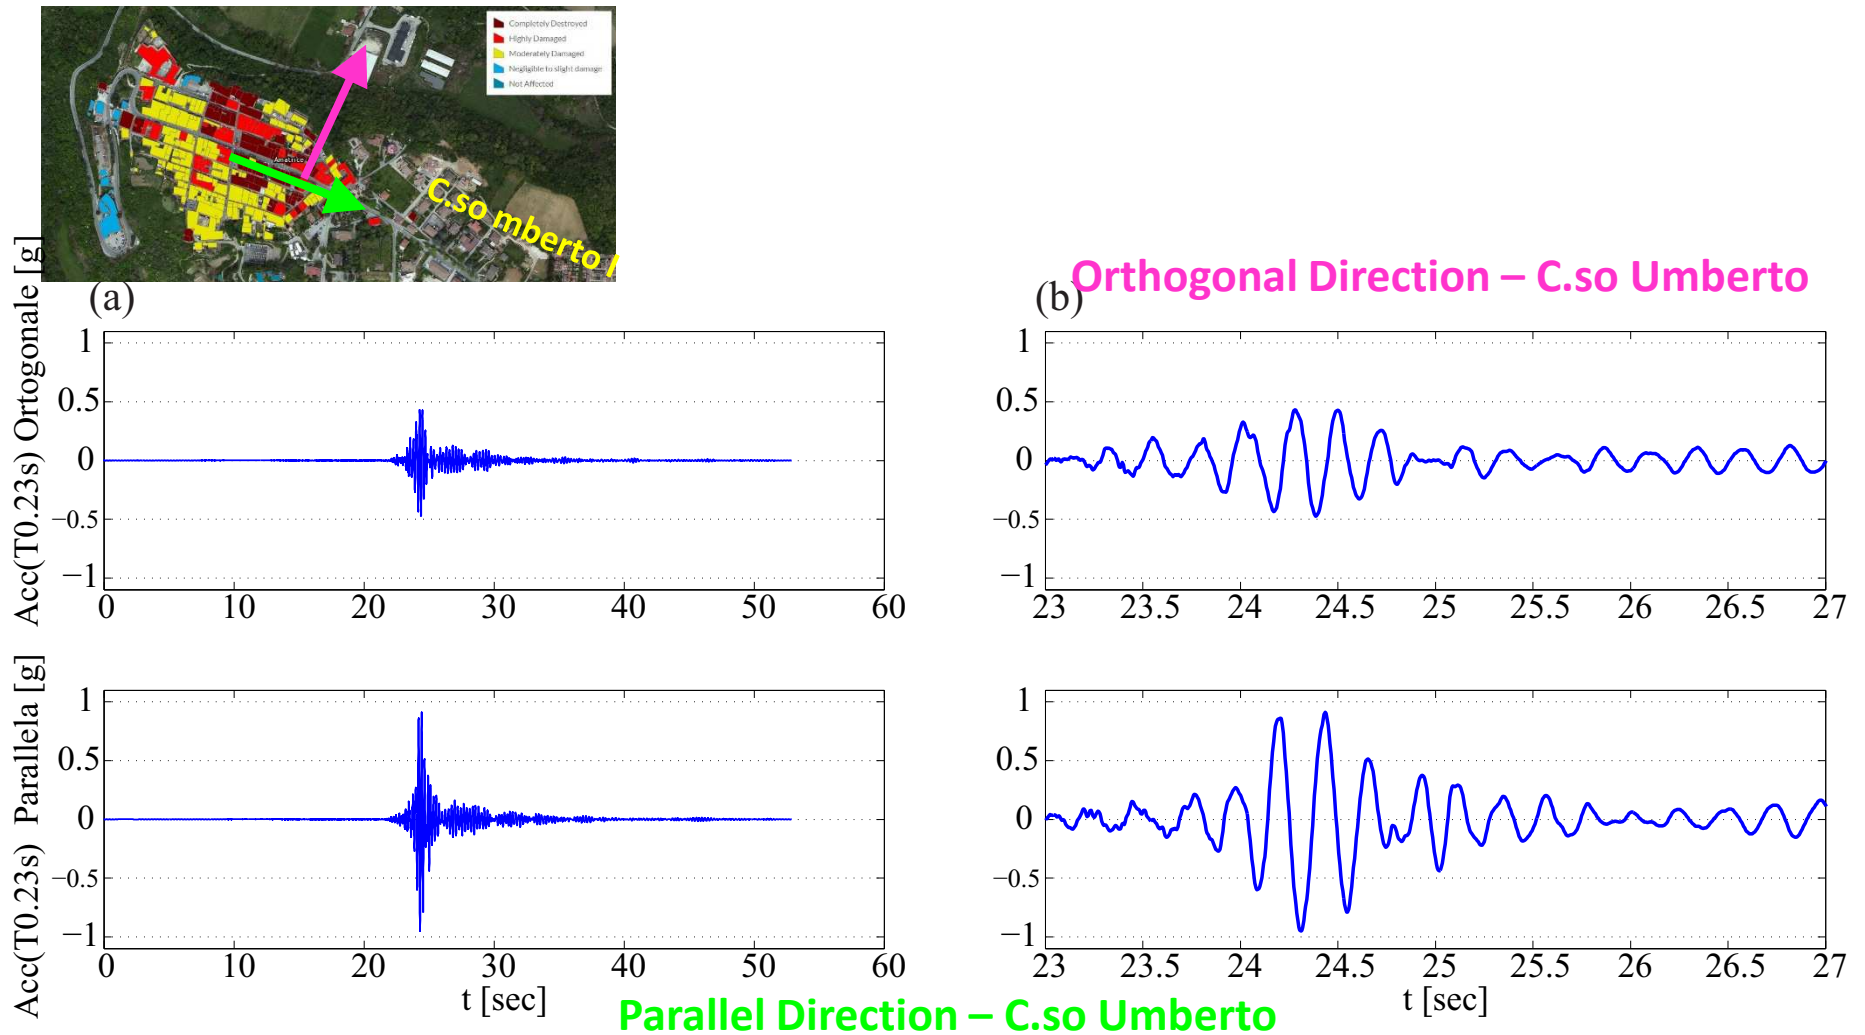 Completely Destroyed
Highly Damaged
Moderately Damaged
Negligible to slight damage
Not Affected
Amatrice
C.so mberto I
(a)
(b)
Orthogonal Direction – C.so Umberto
Acc(T0.23s) Ortogonale [g]
1
0.5
0
−0.5
−1
0 10 20 30 40 50 60
1
0.5
0
−0.5
−1
23 23.5 24 24.5 25 25.5 26 26.5 27
Acc(T0.23s) Parallela [g]
1
0.5
0
−0.5
−1
0 10 20 30 40 50 60
t [sec]
1
0.5
0
−0.5
−1
23 23.5 24 24.5 25 25.5 26 26.5 27
t [sec]
Parallel Direction – C.so Umberto